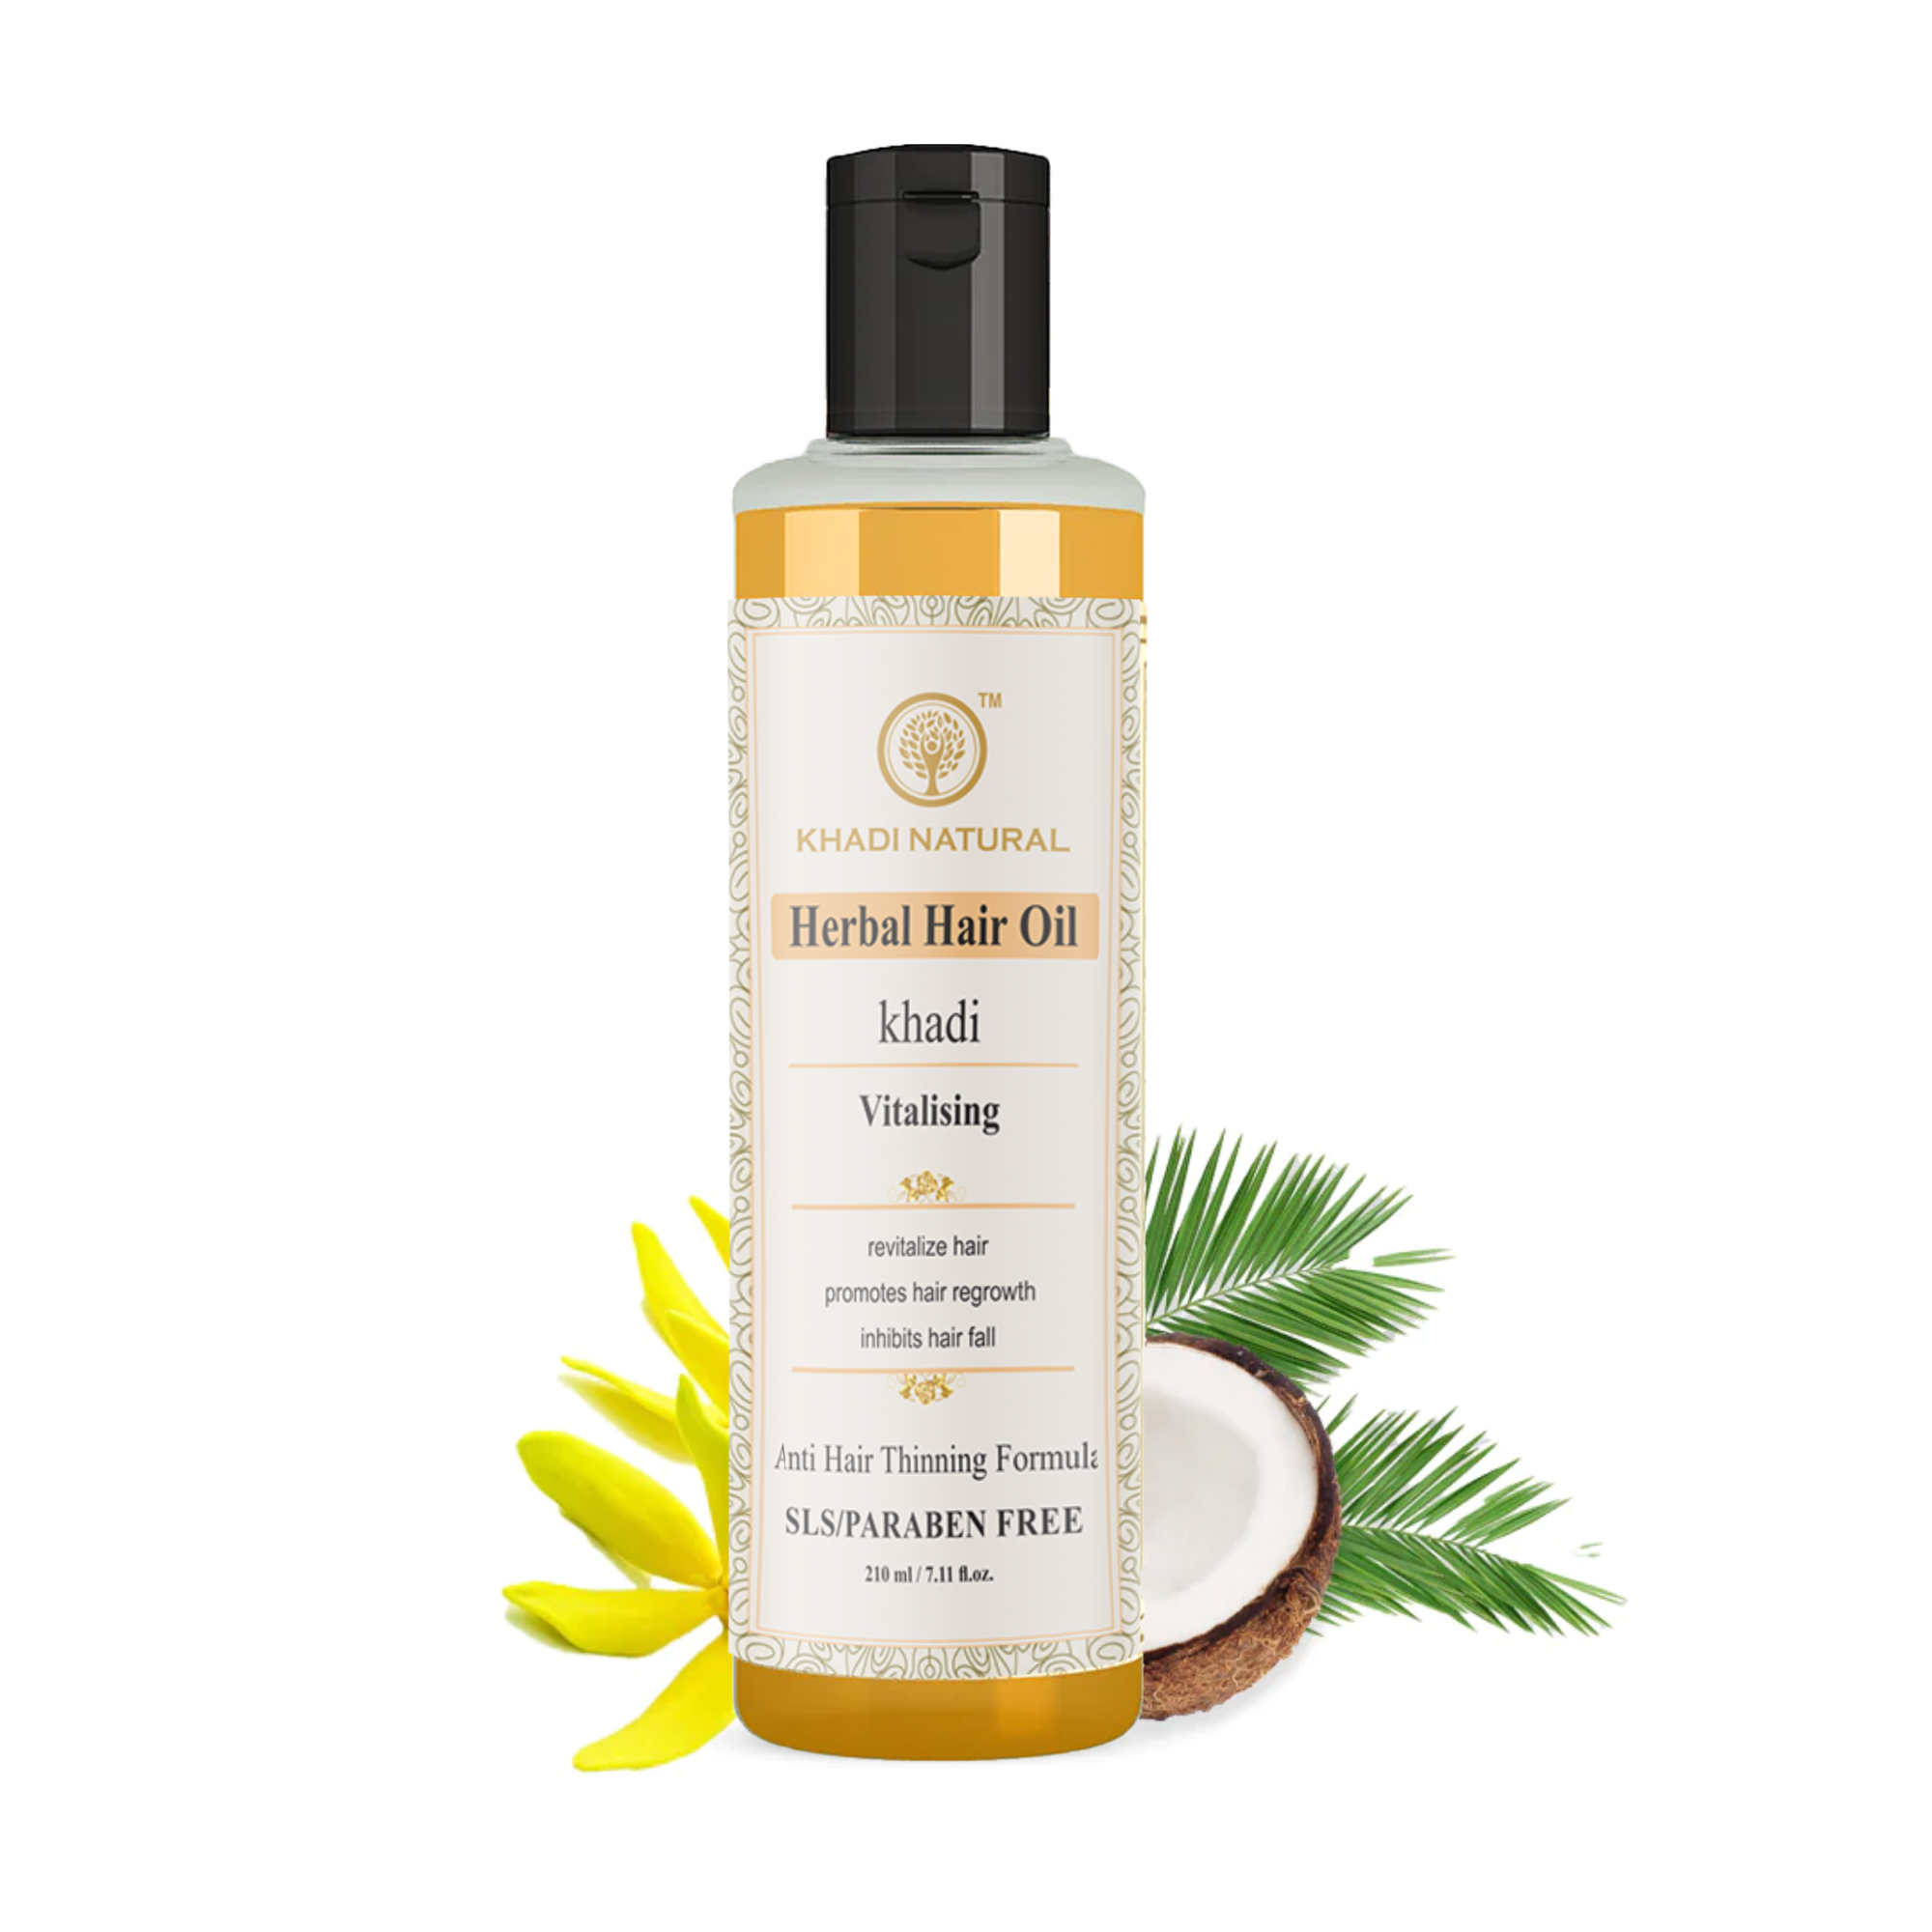 TM
KHADI NATURAL
Herbal Hair Oil
khadi
Vitalising
revitalize hair
promotes hair regrowth
inhibits hair fall
Anti Hair Thinning Formula
SLS/PARABEN FREE
210 ml / 7.11 fl.oz.